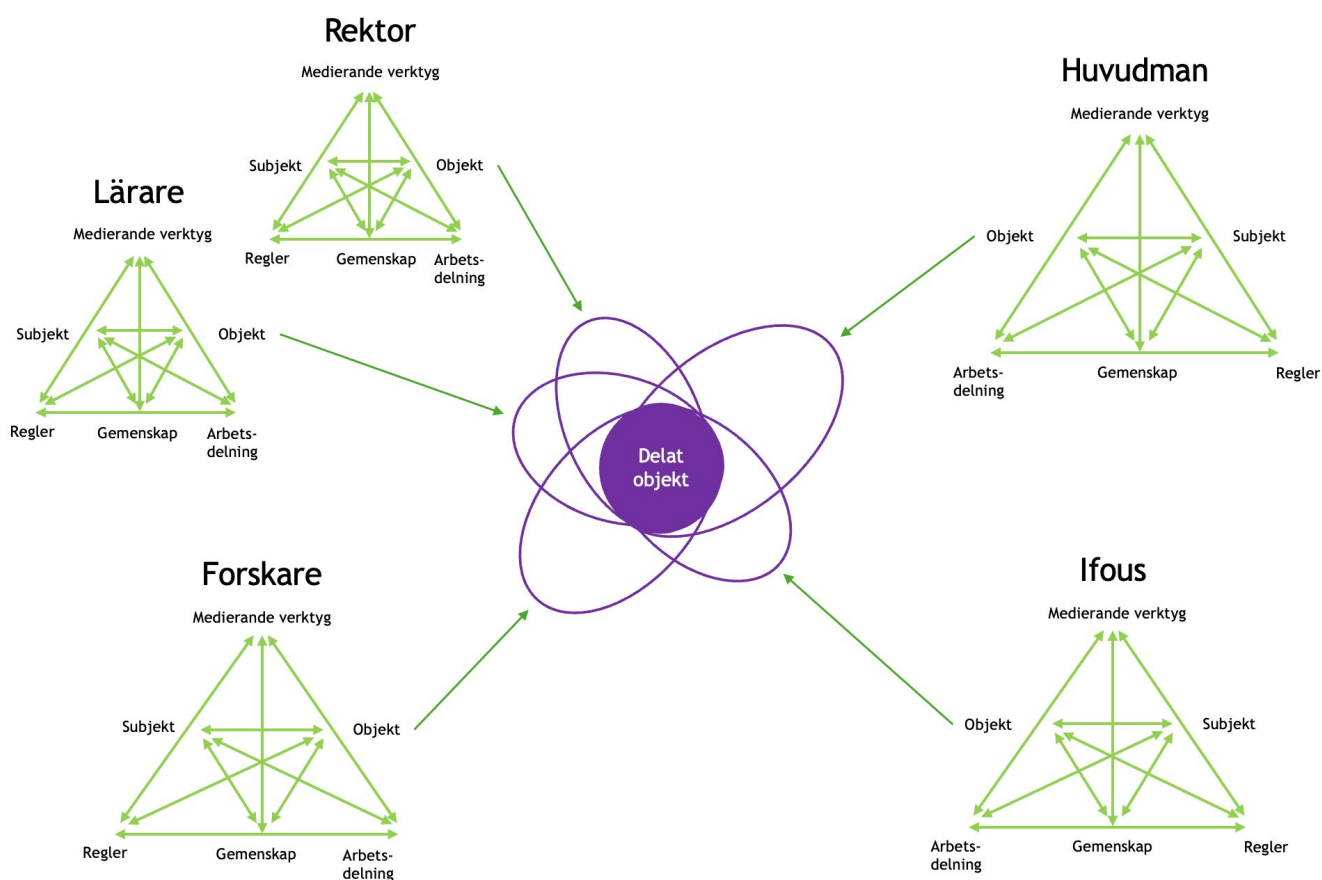 Rektor
Medierande verktyg
Subjekt
Objekt
Regler
Gemenskap
Arbets-
delning
Huvudman
Medierande verktyg
Objekt
Subjekt
Arbets-
delning
Gemenskap
Regler
Lärare
Medierande verktyg
Subjekt
Objekt
Regler
Gemenskap
Arbets-
delning
Delat
objekt
Forskare
Medierande verktyg
Subjekt
Objekt
Regler
Gemenskap
Arbets-
delning
Ifous
Medierande verktyg
Objekt
Subjekt
Arbets-
delning
Gemenskap
Regler